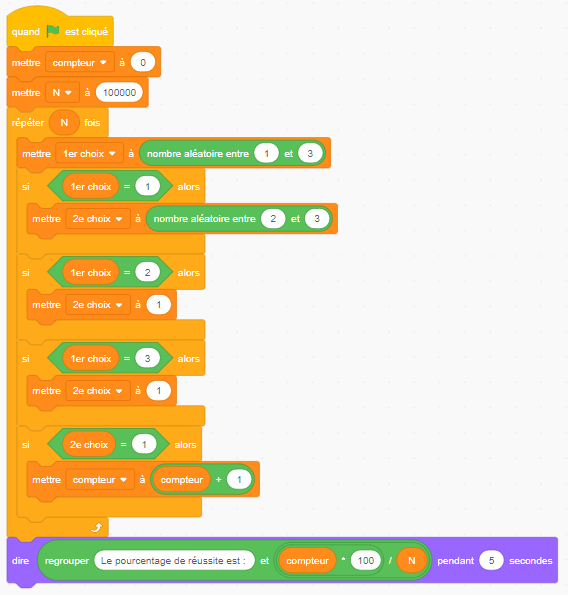 quand est cliqué
mettre compteur à 0
mettre N à 100000
répéter N fois
mettre 1er choix à nombre aléatoire entre 1 et 3
si 1er choix = 1 alors
mettre 2e choix à nombre aléatoire entre 2 et 3
si 1er choix = 2 alors
mettre 2e choix à 1
si 1er choix = 3 alors
mettre 2e choix à 1
si 2e choix = 1 alors
mettre compteur à compteur + 1
dire regrouper Le pourcentage de réussite est : et compteur * 100 / N pendant 5 secondes